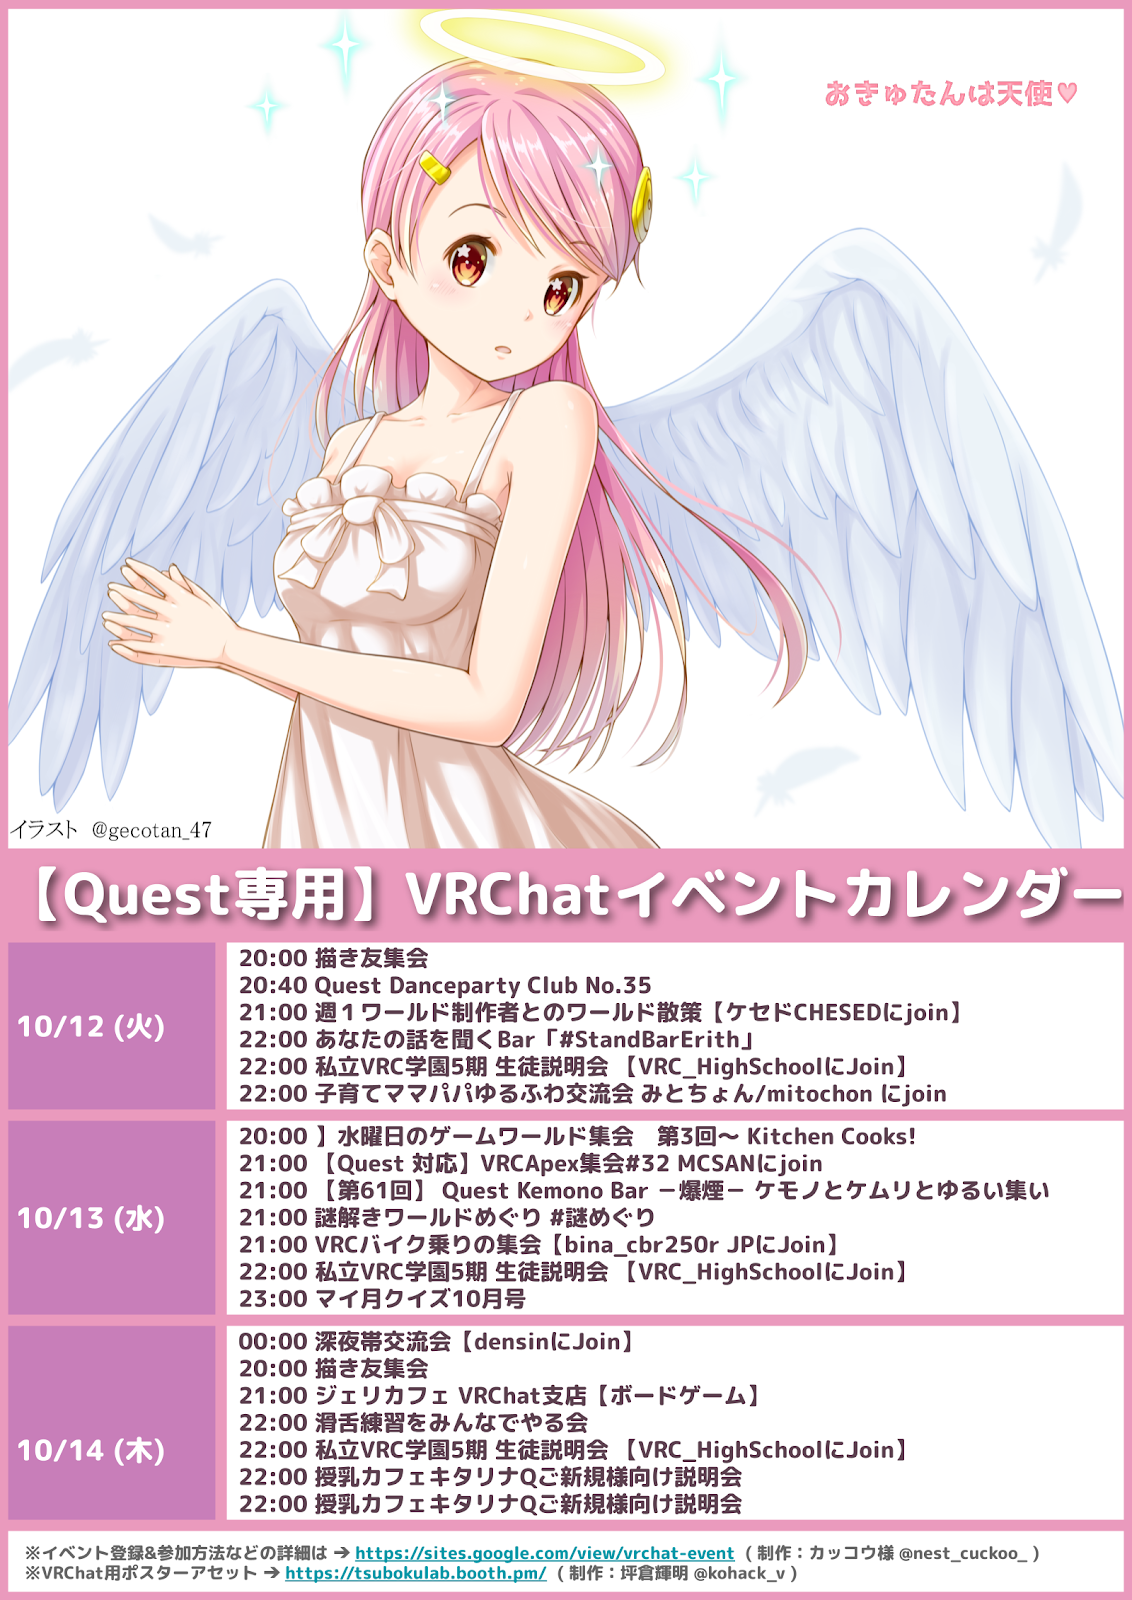 おきゅたんは天使♥
イラスト @gecotan_47
【Quest専用】VRChatイベントカレンダー
10/12 (火)
20:00 描き友集会
20:40 Quest Danceparty Club No.35
21:00 週１ワールド制作者とのワールド散策【ケセドCHESEDにjoin】
22:00 あなたの話を聞くBar「#StandBarErith」
22:00 私立VRC学園5期 生徒説明会 【VRC_HighSchoolにJoin】
22:00 子育てママパパゆるふわ交流会 みとちょん/mitochon にjoin
10/13 (水)
20:00 】水曜日のゲームワールド集会　第3回～ Kitchen Cooks!
21:00 【Quest 対応】VRCApex集会#32 MCSANにjoin
21:00 【第61回】 Quest Kemono Bar －爆煙－ ケモノとケムリとゆるい集い
21:00 謎解きワールドめぐり #謎めぐり
21:00 VRCバイク乗りの集会【bina_cbr250r JPにJoin】
22:00 私立VRC学園5期 生徒説明会 【VRC_HighSchoolにJoin】
23:00 マイ月クイズ10月号
10/14 (木)
00:00 深夜帯交流会【densinにJoin】
20:00 描き友集会
21:00 ジェリカフェ VRChat支店【ボードゲーム】
22:00 滑舌練習をみんなでやる会
22:00 私立VRC学園5期 生徒説明会 【VRC_HighSchoolにJoin】
22:00 授乳カフェキタリナQご新規様向け説明会
22:00 授乳カフェキタリナQご新規様向け説明会
※イベント登録&参加方法などの詳細は → https://sites.google.com/view/vrchat-event ( 制作：カッコウ様 @nest_cuckoo_ )
※VRChat用ポスターアセット → https://tsubokulab.booth.pm/ ( 制作：坪倉輝明 @kohack_v )